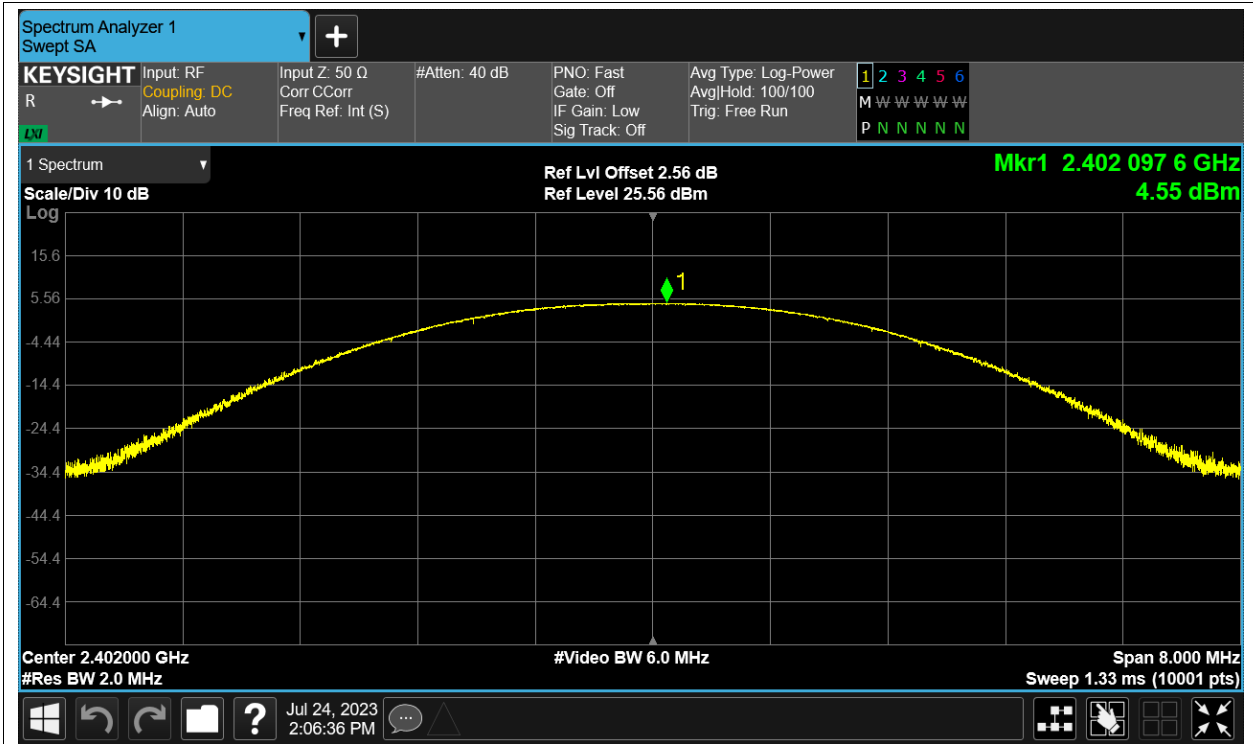 Spectrum Analyzer 1
Swept SA
KEYSIGHT
R
LXI
Input: RF
Coupling: DC
Align: Auto
Input Z: 50 Ω
Corr CCorr
Freq Ref: Int (S)
#Atten: 40 dB
PNO: Fast
Gate: Off
IF Gain: Low
Sig Track: Off
Avg Type: Log-Power
Avg|Hold: 100/100
Trig: Free Run
1 2 3 4 5 6
M W W W W W
P N N N N N
1 Spectrum
Scale/Div 10 dB
Log
Ref Lvl Offset 2.56 dB
Ref Level 25.56 dBm
Mkr1 2.402 097 6 GHz
4.55 dBm
1
15.6
5.56
-4.44
-14.4
-24.4
-34.4
-44.4
-54.4
-64.4
Center 2.402000 GHz
#Video BW 6.0 MHz
Span 8.000 MHz
#Res BW 2.0 MHz
Sweep 1.33 ms (10001 pts)
?
Jul 24, 2023
2:06:36 PM